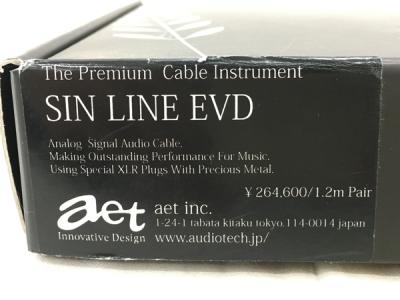 The Premium Cable Instrument
SIN LINE EVD
Analog Signal Audio Cable.
Making Outstanding Performance For Music.
Using Special XLR Plugs With Precious Metal.
¥264,600/1.2m Pair
aet
Innovative Design
aet inc.
1-24-1 tabata kitaku tokyo.114-0014 japan
www.audiotech.jp/